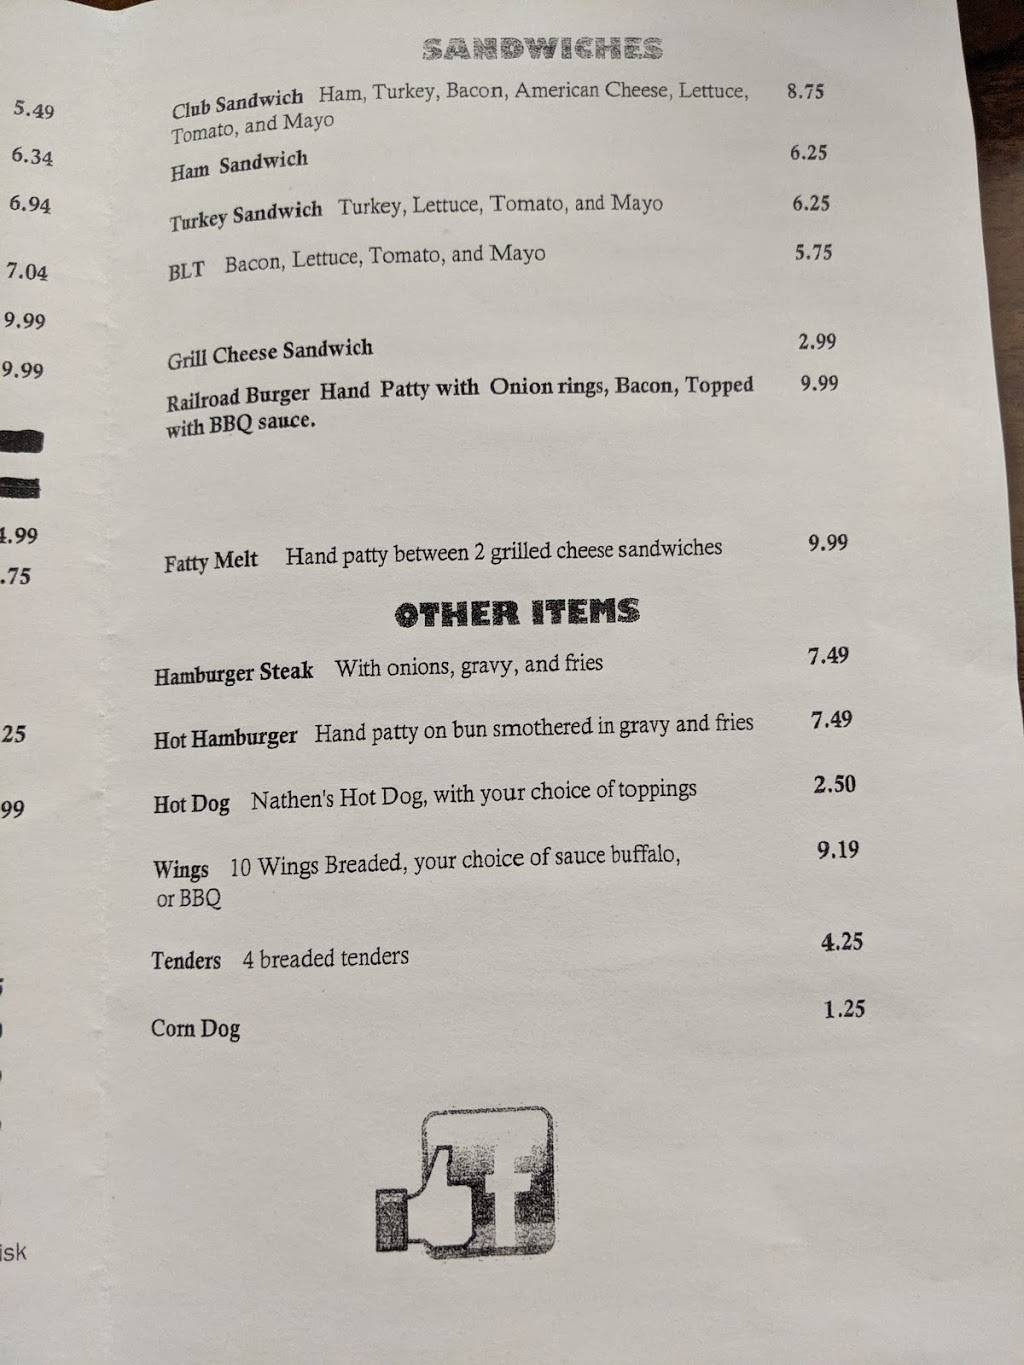 5.49
6.34
6.94
7.04
9.99
9.99
.99
.75
25
99
isk
SANDWICHES
Club Sandwich Ham, Turkey, Bacon, American Cheese, Lettuce, 8.75
Tomato, and Mayo
Ham Sandwich 6.25
Turkey Sandwich Turkey, Lettuce, Tomato, and Mayo 6.25
BLT Bacon, Lettuce, Tomato, and Mayo 5.75
Grill Cheese Sandwich 2.99
Railroad Burger Hand Patty with Onion rings, Bacon, Topped 9.99
with BBQ sauce.
Fatty Melt Hand patty between 2 grilled cheese sandwiches 9.99
OTHER ITEMS
Hamburger Steak With onions, gravy, and fries 7.49
Hot Hamburger Hand patty on bun smothered in gravy and fries 7.49
Hot Dog Nathen's Hot Dog, with your choice of toppings 2.50
Wings 10 Wings Breaded, your choice of sauce buffalo, 9.19
or BBQ
Tenders 4 breaded tenders 4.25
Corn Dog 1.25
f